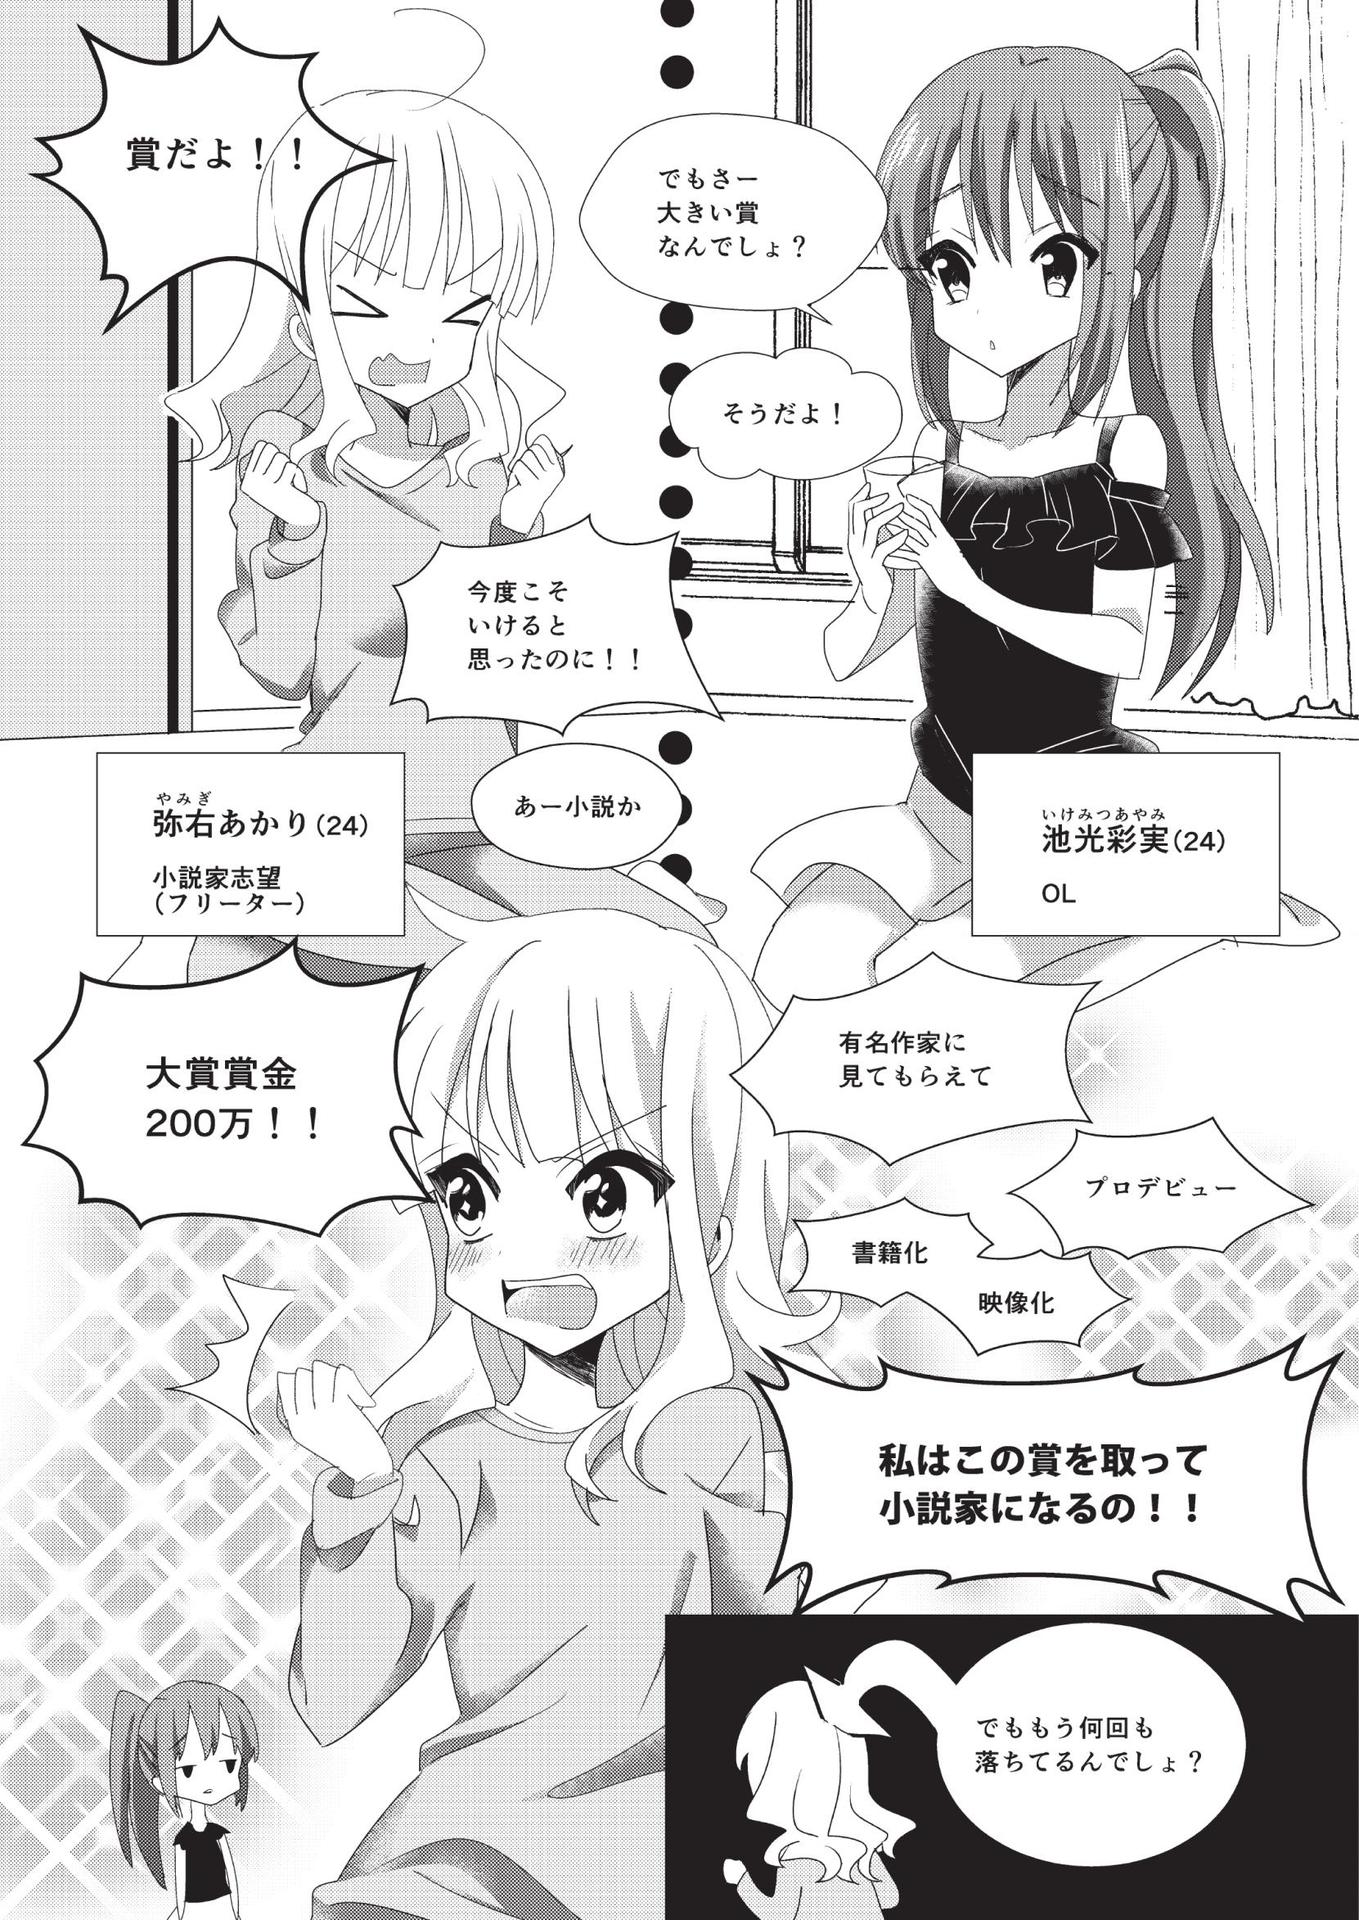 賞だよ！！
あー小説か
今度こそ
いけると
思ったのに！！
でもさー
大きい賞
なんでしょ？
そうだよ！
やみぎ
弥右あかり(24)
小説家志望
(フリーター)
いけみつあやみ
池光彩実(24)
OL
大賞賞金
200万！！
有名作家に
見てもらえて
プロデビュー
書籍化
映像化
私はこの賞を取って
小説家になるの！！
でももう何回も
落ちてるんでしょ？